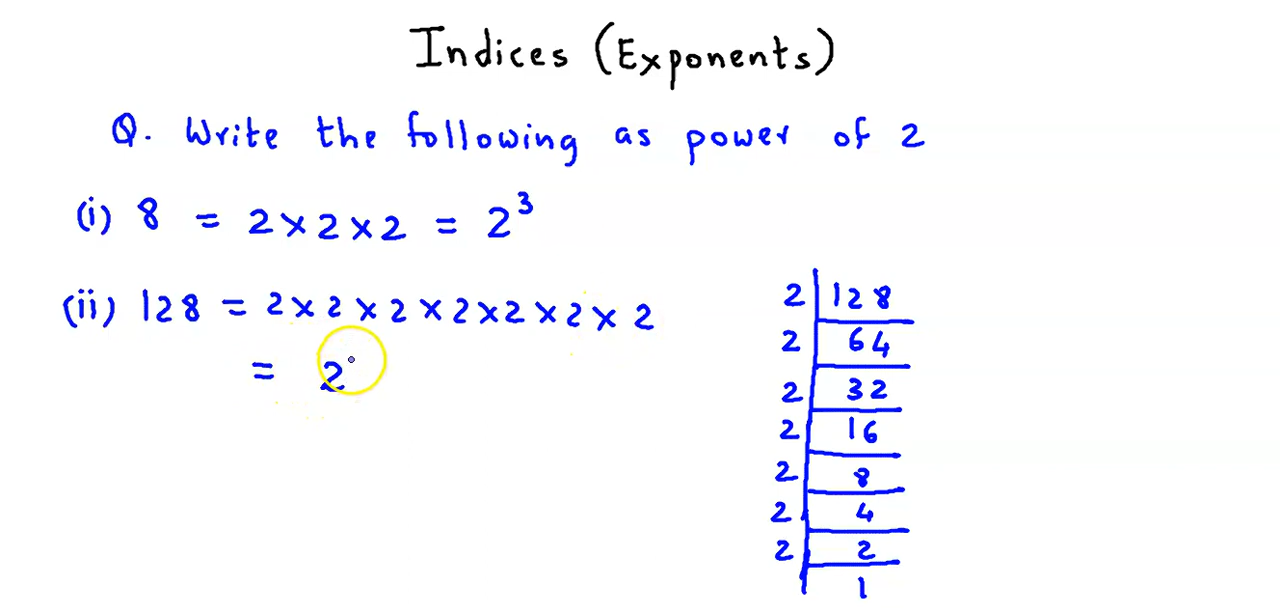 Indices (Exponents)
Q. Write the following as power of 2
(i) 8 = 2 × 2 × 2 = 2³
(ii) 128 = 2 × 2 × 2 × 2 × 2 × 2 × 2
= 2
2 | 128
2 | 64
2 | 32
2 | 16
2 | 8
2 | 4
2 | 2
1